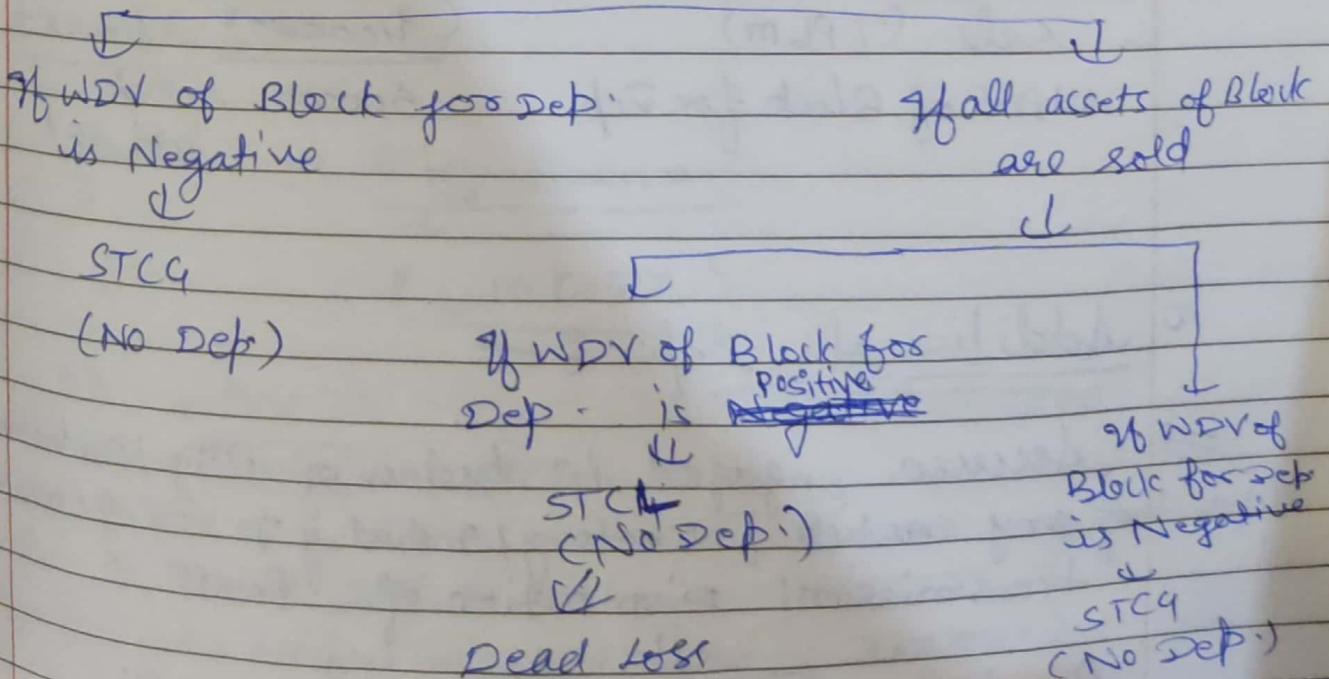 If WDV of Block for Dep.
is Negative
STCG
(No Dep.)
If all assets of Block
are sold
If WDV of Block for
Positive
Dep. is Negative
STCL
(No Dep.)
Dead Loss
If WDV of
Block for Dep
is Negative
STCG
(No Dep.)